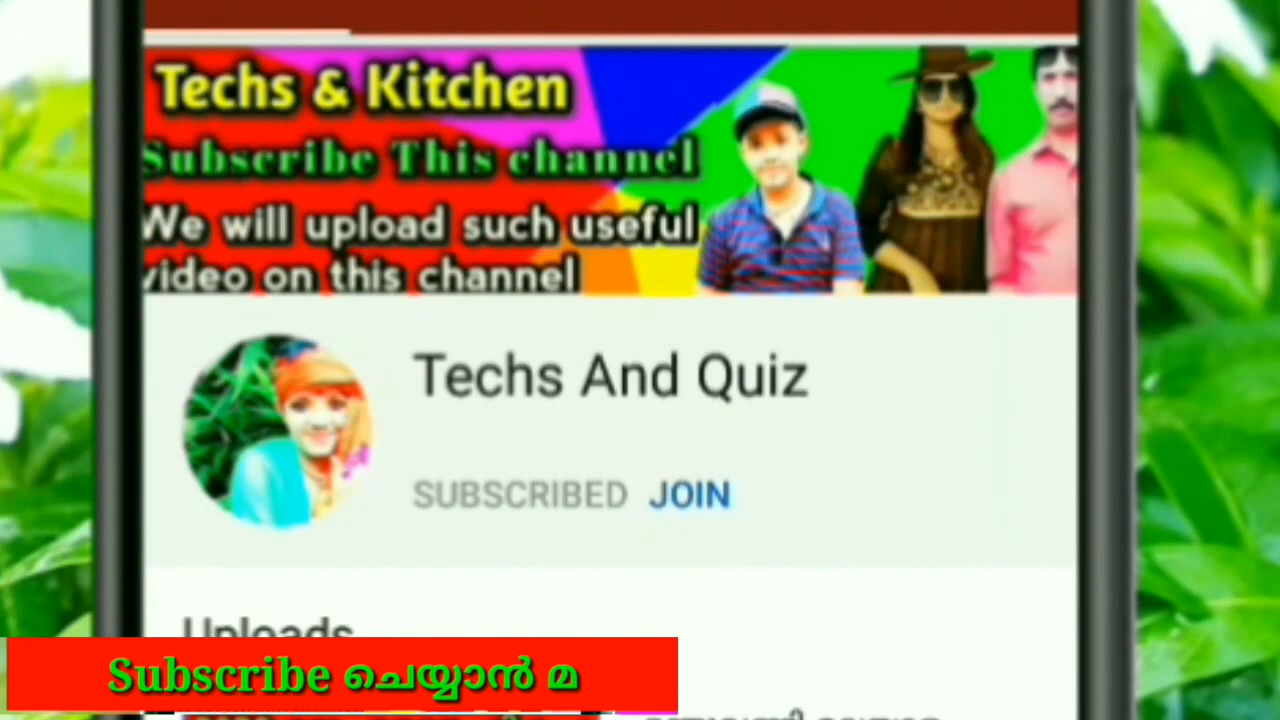 Techs & Kitchen
Subscribe This channel
We will upload such useful
video on this channel
Techs And Quiz
SUBSCRIBED JOIN
Uploads
Subscribe ചെയ്യാൻ മ